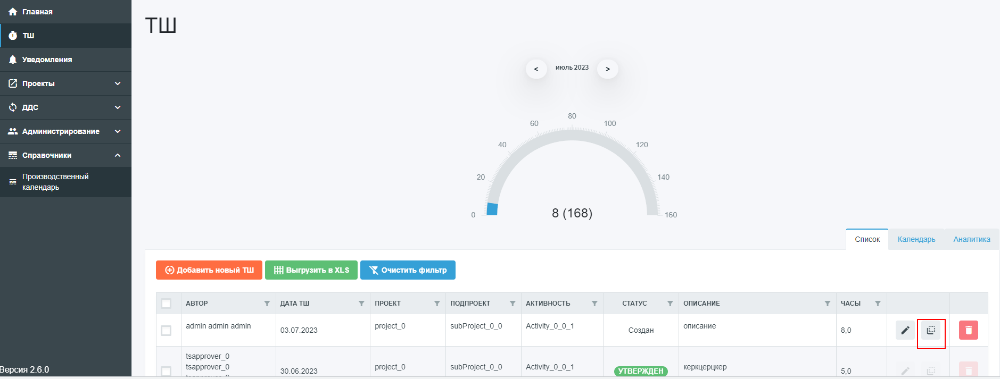 Главная
ТШ
Уведомления
Проекты
ДДС
Администрирование
Справочники
Производственный
календарь
Версия 2.6.0
ТШ
< июль 2023 >
0
20
40
60
80
100
120
140
160
8 (168)
Список Календарь Аналитика
Добавить новый ТШ Выгрузить в XLS Очистить фильтр
АВТОР ДАТА ТШ ПРОЕКТ ПОДПРОЕКТ АКТИВНОСТЬ СТАТУС ОПИСАНИЕ ЧАСЫ
admin admin admin 03.07.2023 project_0 subProject_0_0 Activity_0_0_1 Создан описание 8,0
tsapprover_0
tsapprover_0 30.06.2023 project_0 subProject_0_0 Activity_0_0_1 УТВЕРЖДЕН керкцерцкер 5,0